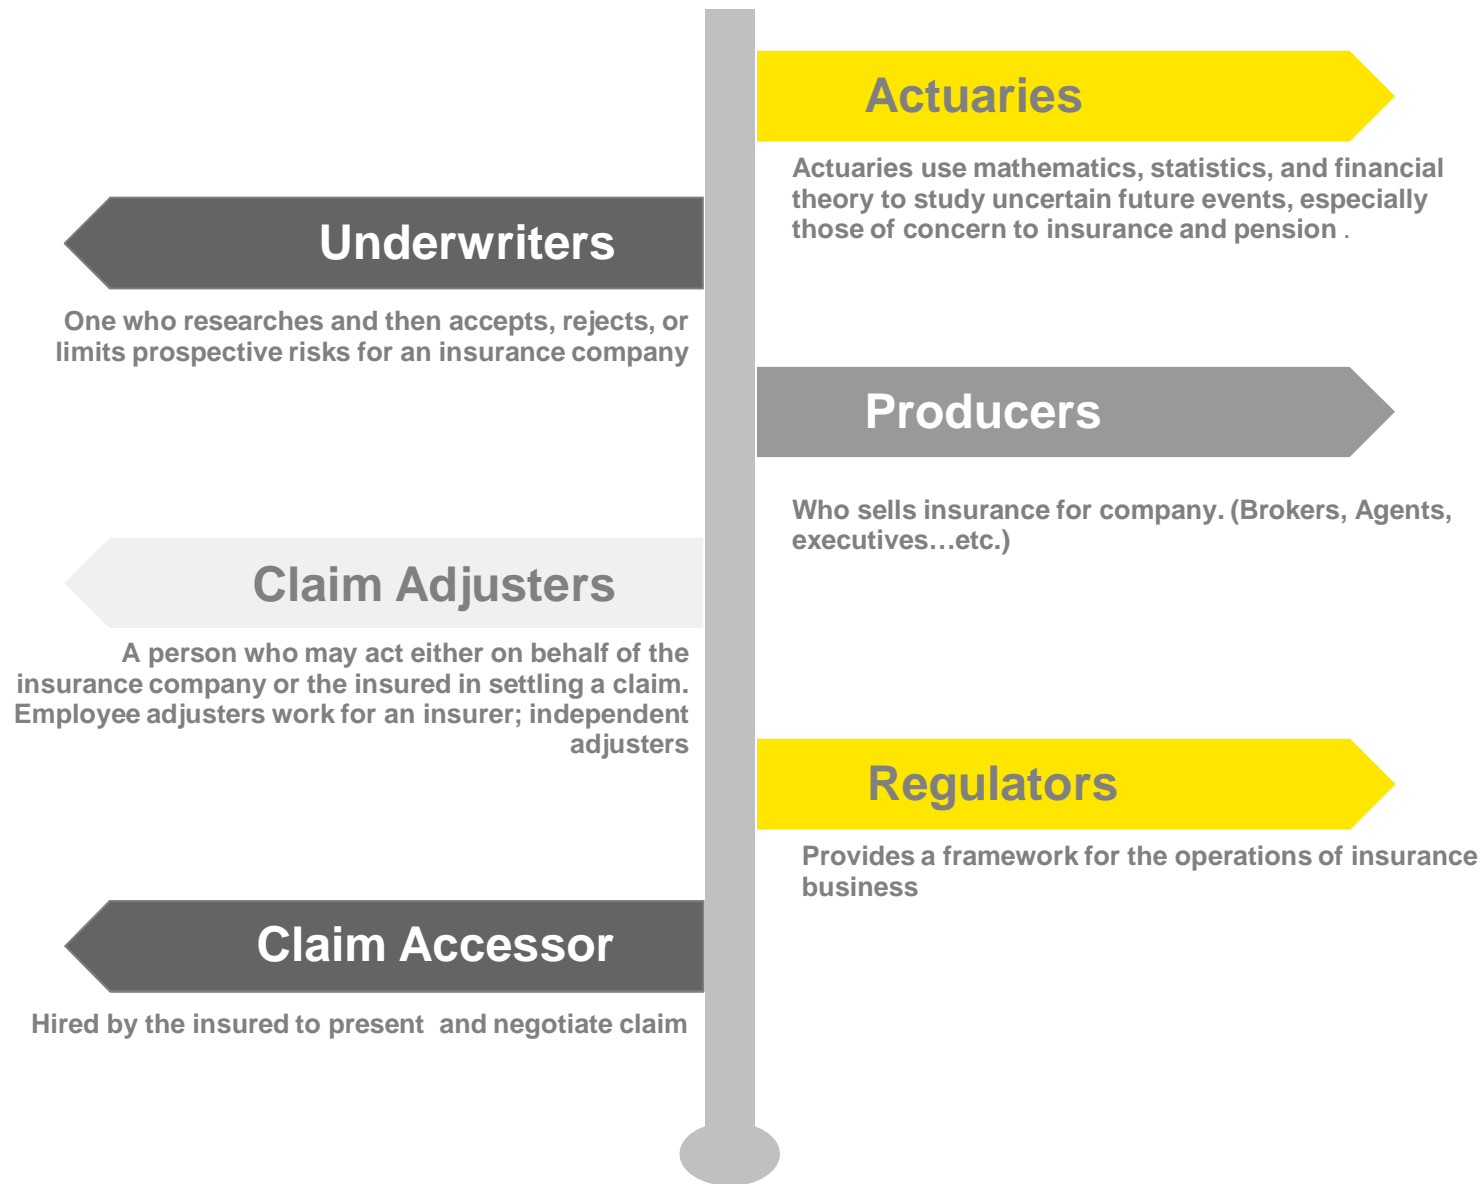 Actuaries
Actuaries use mathematics, statistics, and financial
theory to study uncertain future events, especially
those of concern to insurance and pension .
Underwriters
One who researches and then accepts, rejects, or
limits prospective risks for an insurance company
Producers
Who sells insurance for company. (Brokers, Agents,
executives…etc.)
Claim Adjusters
A person who may act either on behalf of the
insurance company or the insured in settling a claim.
Employee adjusters work for an insurer; independent
adjusters
Regulators
Provides a framework for the operations of insurance
business
Claim Accessor
Hired by the insured to present  and negotiate claim